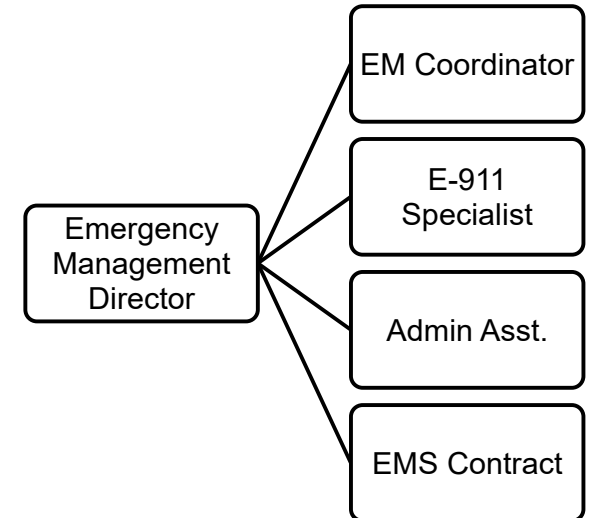 EM Coordinator
E-911
Specialist
Emergency
Management
Director
Admin Asst.
EMS Contract